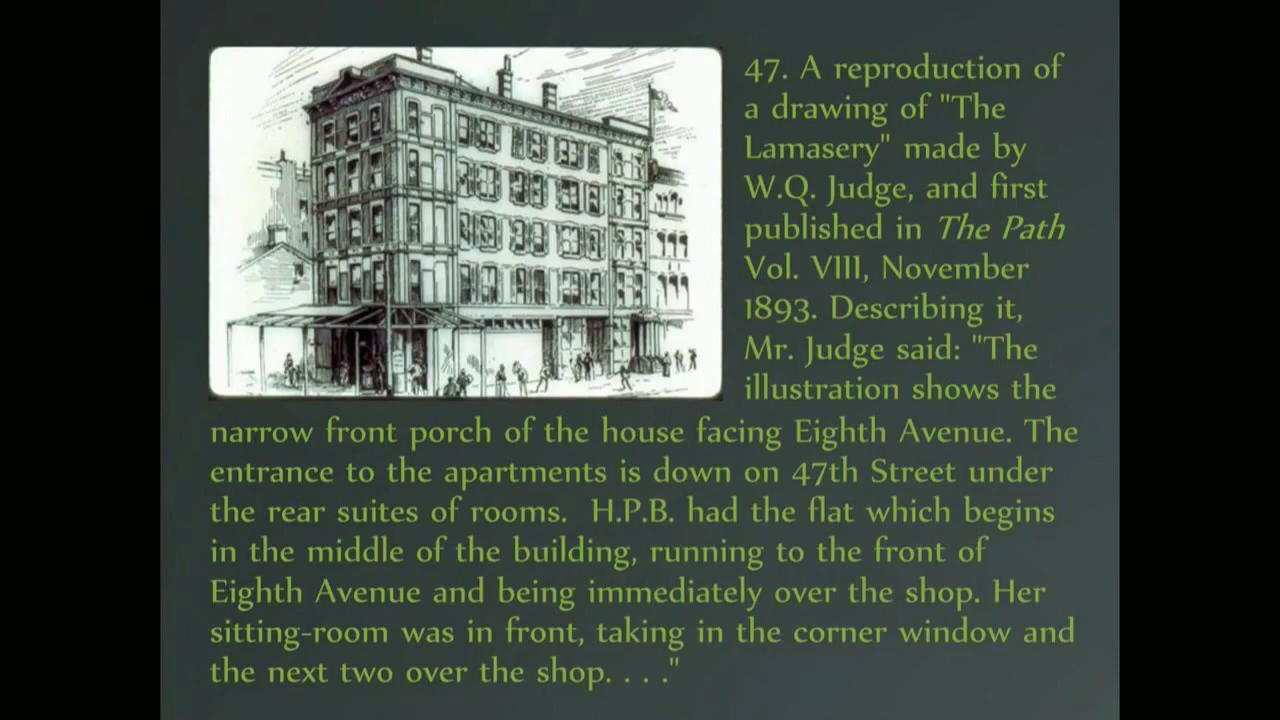 47. A reproduction of
a drawing of "The
Lamasery" made by
W.Q. Judge, and first
published in The Path
Vol. VIII, November
1893. Describing it,
Mr. Judge said: "The
illustration shows the
narrow front porch of the house facing Eighth Avenue. The
entrance to the apartments is down on 47th Street under
the rear suites of rooms.  H.P.B. had the flat which begins
in the middle of the building, running to the front of
Eighth Avenue and being immediately over the shop. Her
sitting-room was in front, taking in the corner window and
the next two over the shop. . . ."